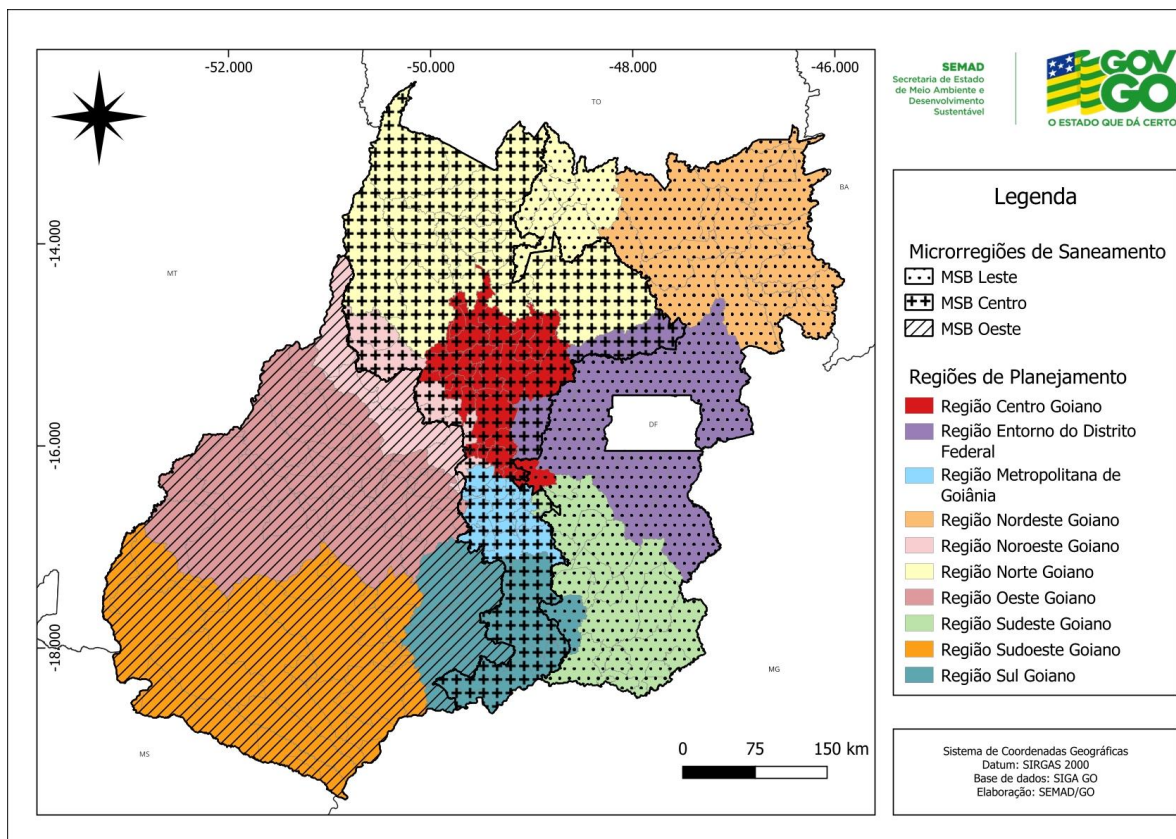 -52.000
-50.000
-48.000
-46.000
-14.000
-16.000
-18.000
TO
BA
MT
DF
MG
MS
0 75 150 km
SEMAD
Secretaria de Estado
de Meio Ambiente e
Desenvolvimento
Sustentável
GOV
GO
O ESTADO QUE DÁ CERTO
Legenda
Microrregiões de Saneamento
MSB Leste
MSB Centro
MSB Oeste
Regiões de Planejamento
Região Centro Goiano
Região Entorno do Distrito
Federal
Região Metropolitana de
Goiânia
Região Nordeste Goiano
Região Noroeste Goiano
Região Norte Goiano
Região Oeste Goiano
Região Sudeste Goiano
Região Sudoeste Goiano
Região Sul Goiano
Sistema de Coordenadas Geográficas
Datum: SIRGAS 2000
Base de dados: SIGA GO
Elaboração: SEMAD/GO